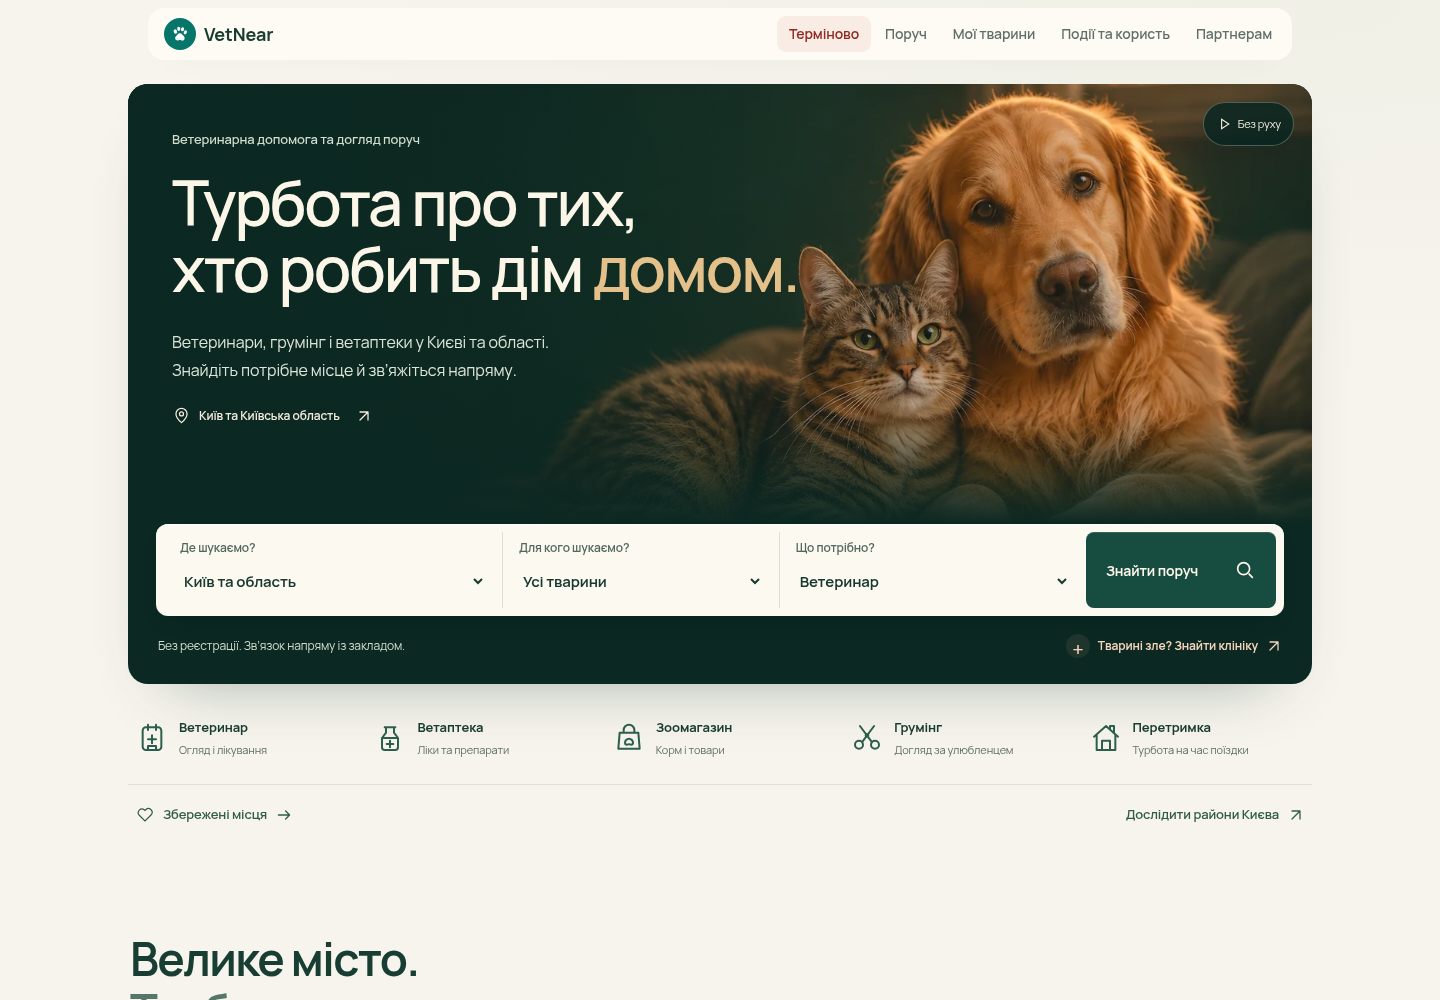 VetNear
Терміново
Поруч
Мої тварини
Події та користь
Партнерам
Без руху
Ветеринарна допомога та догляд поруч
Турбота про тих,
хто робить дім домом.
Ветеринари, грумінг і ветаптеки у Києві та області.
Знайдіть потрібне місце й зв’яжіться напряму.
Київ та Київська область
Де шукаємо?
Київ та область
Для кого шукаємо?
Усі тварини
Що потрібно?
Ветеринар
Знайти поруч
Без реєстрації. Зв’язок напряму із закладом.
Тварині зле? Знайти клініку
Ветеринар
Огляд і лікування
Ветаптека
Ліки та препарати
Зоомагазин
Корм і товари
Грумінг
Догляд за улюбленцем
Перетримка
Турбота на час поїздки
Збережені місця
Дослідити райони Києва
Велике місто.